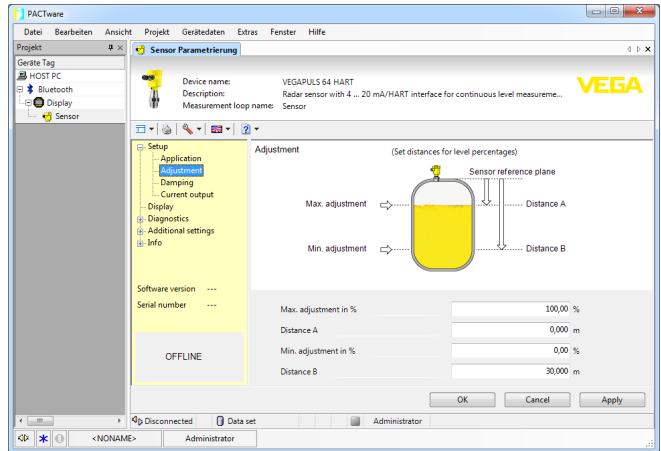 PACTware
Datei Bearbeiten Ansicht Projekt Gerätedaten Extras Fenster Hilfe
Projekt
Sensor Parametrierung
Geräte Tag
HOST PC
Bluetooth
Display
Sensor
Device name: VEGAPULS 64 HART
Description: Radar sensor with 4 ... 20 mA/HART interface for continuous level measureme...
Measurement loop name: Sensor
VEGA
Setup
Application
Adjustment
Damping
Current output
Display
Diagnostics
Additional settings
Info
Software version ---
Serial number ---
OFFLINE
Adjustment
(Set distances for level percentages)
Sensor reference plane
Max. adjustment
Distance A
Min. adjustment
Distance B
Max. adjustment in % 100,00 %
Distance A 0,000 m
Min. adjustment in % 0,00 %
Distance B 30,000 m
OK Cancel Apply
Disconnected Data set Administrator
<NONAME> Administrator